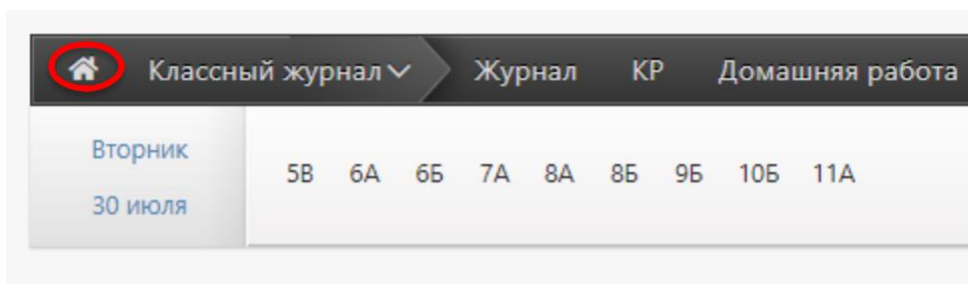 Классный журнал Журнал КР Домашняя работа
Вторник
30 июля
5В 6А 6Б 7А 8А 8Б 9Б 10Б 11А